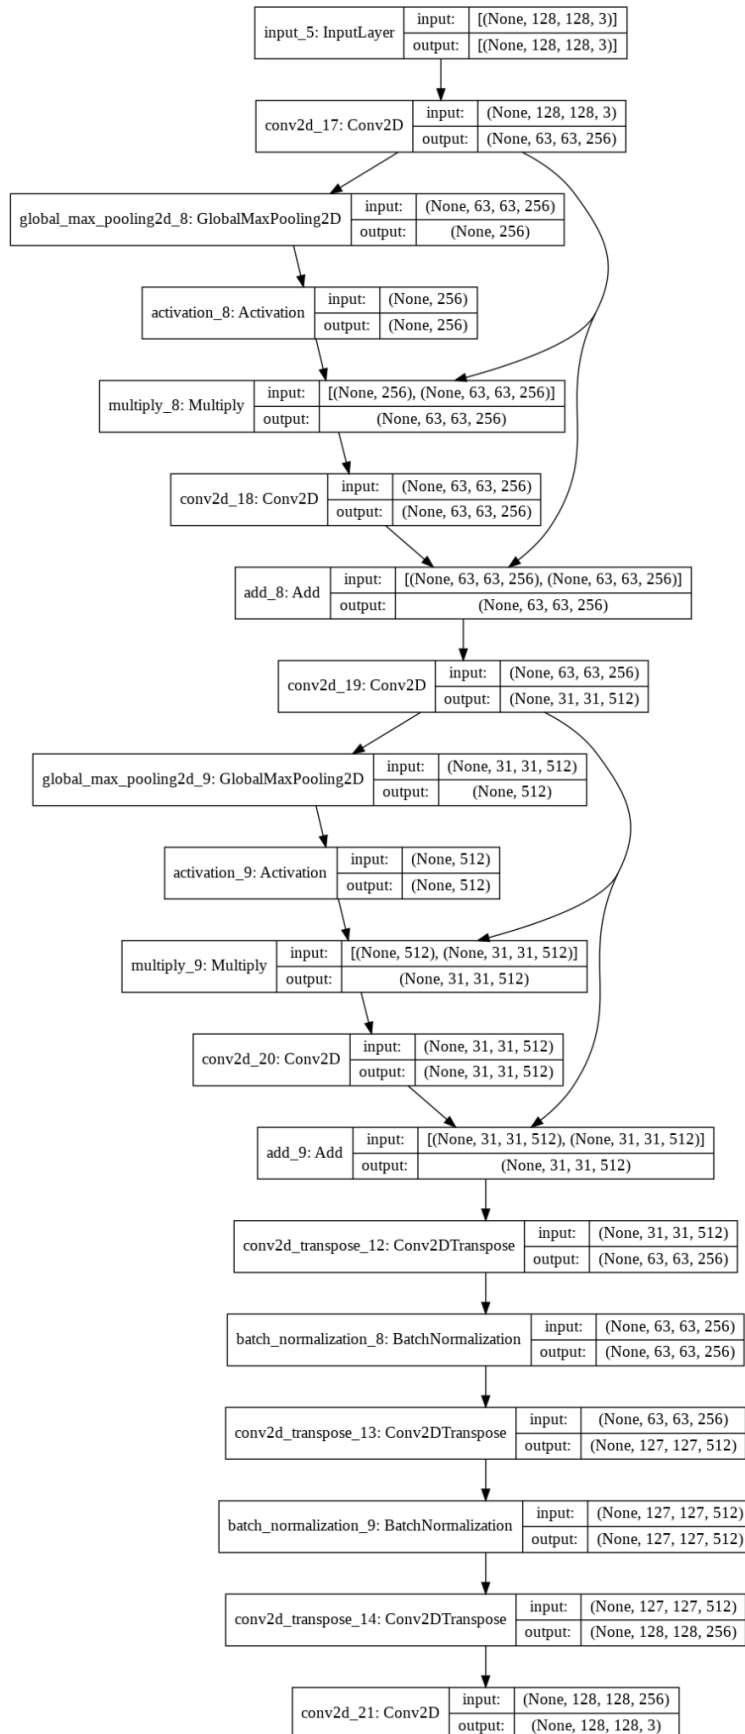 input_5: InputLayer
input: [(None, 128, 128, 3)]
output: [(None, 128, 128, 3)]
conv2d_17: Conv2D
input: (None, 128, 128, 3)
output: (None, 63, 63, 256)
global_max_pooling2d_8: GlobalMaxPooling2D
input: (None, 63, 63, 256)
output: (None, 256)
activation_8: Activation
input: (None, 256)
output: (None, 256)
multiply_8: Multiply
input: [(None, 256), (None, 63, 63, 256)]
output: (None, 63, 63, 256)
conv2d_18: Conv2D
input: (None, 63, 63, 256)
output: (None, 63, 63, 256)
add_8: Add
input: [(None, 63, 63, 256), (None, 63, 63, 256)]
output: (None, 63, 63, 256)
conv2d_19: Conv2D
input: (None, 63, 63, 256)
output: (None, 31, 31, 512)
global_max_pooling2d_9: GlobalMaxPooling2D
input: (None, 31, 31, 512)
output: (None, 512)
activation_9: Activation
input: (None, 512)
output: (None, 512)
multiply_9: Multiply
input: [(None, 512), (None, 31, 31, 512)]
output: (None, 31, 31, 512)
conv2d_20: Conv2D
input: (None, 31, 31, 512)
output: (None, 31, 31, 512)
add_9: Add
input: [(None, 31, 31, 512), (None, 31, 31, 512)]
output: (None, 31, 31, 512)
conv2d_transpose_12: Conv2DTranspose
input: (None, 31, 31, 512)
output: (None, 63, 63, 256)
batch_normalization_8: BatchNormalization
input: (None, 63, 63, 256)
output: (None, 63, 63, 256)
conv2d_transpose_13: Conv2DTranspose
input: (None, 63, 63, 256)
output: (None, 127, 127, 512)
batch_normalization_9: BatchNormalization
input: (None, 127, 127, 512)
output: (None, 127, 127, 512)
conv2d_transpose_14: Conv2DTranspose
input: (None, 127, 127, 512)
output: (None, 128, 128, 256)
conv2d_21: Conv2D
input: (None, 128, 128, 256)
output: (None, 128, 128, 3)